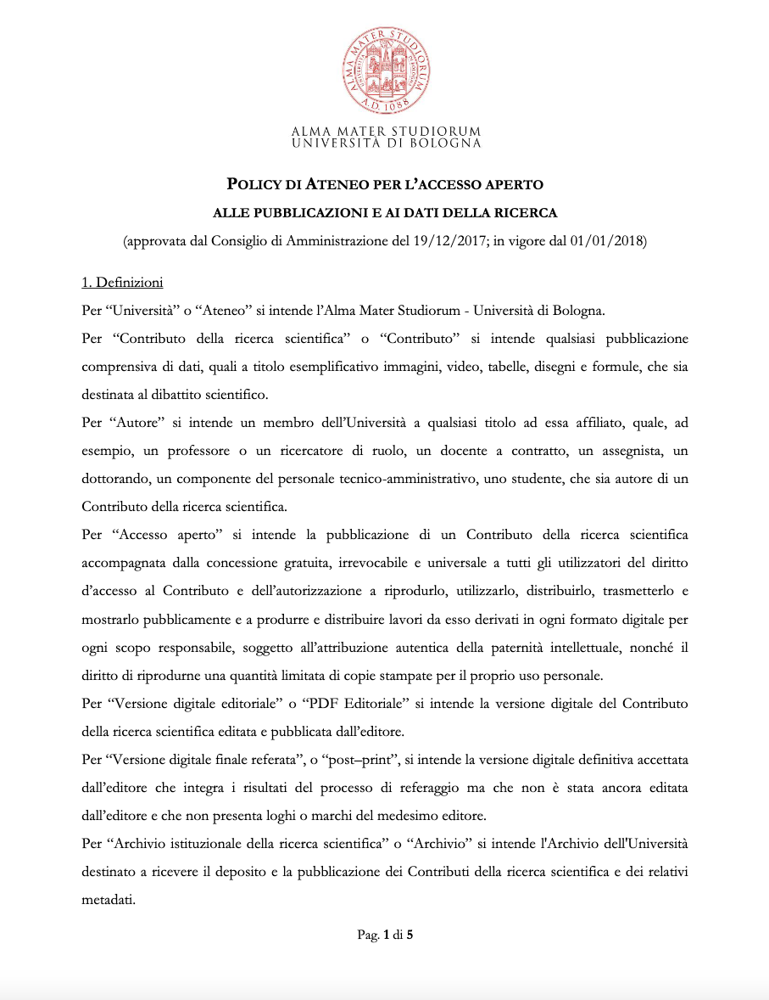 ALMA MATER STUDIORUM
A.D. 1088
ALMA MATER STUDIORUM
UNIVERSITÀ DI BOLOGNA
POLICY DI ATENEO PER L’ACCESSO APERTO
ALLE PUBBLICAZIONI E AI DATI DELLA RICERCA
(approvata dal Consiglio di Amministrazione del 19/12/2017; in vigore dal 01/01/2018)
1. Definizioni
Per “Università” o “Ateneo” si intende l’Alma Mater Studiorum - Università di Bologna.
Per “Contributo della ricerca scientifica” o “Contributo” si intende qualsiasi pubblicazione
comprensiva di dati, quali a titolo esemplificativo immagini, video, tabelle, disegni e formule, che sia
destinata al dibattito scientifico.
Per “Autore” si intende un membro dell’Università a qualsiasi titolo ad essa affiliato, quale, ad
esempio, un professore o un ricercatore di ruolo, un docente a contratto, un assegnista, un
dottorando, un componente del personale tecnico-amministrativo, uno studente, che sia autore di un
Contributo della ricerca scientifica.
Per “Accesso aperto” si intende la pubblicazione di un Contributo della ricerca scientifica
accompagnata dalla concessione gratuita, irrevocabile e universale a tutti gli utilizzatori del diritto
d’accesso al Contributo e dell’autorizzazione a riprodurlo, utilizzarlo, distribuirlo, trasmetterlo e
mostrarlo pubblicamente e a produrre e distribuire lavori da esso derivati in ogni formato digitale per
ogni scopo responsabile, soggetto all’attribuzione autentica della paternità intellettuale, nonché il
diritto di riprodurne una quantità limitata di copie stampate per il proprio uso personale.
Per “Versione digitale editoriale” o “PDF Editoriale” si intende la versione digitale del Contributo
della ricerca scientifica editata e pubblicata dall’editore.
Per “Versione digitale finale referata”, o “post–print”, si intende la versione digitale definitiva accettata
dall’editore che integra i risultati del processo di referaggio ma che non è stata ancora editata
dall’editore e che non presenta loghi o marchi del medesimo editore.
Per “Archivio istituzionale della ricerca scientifica” o “Archivio” si intende l'Archivio dell'Università
destinato a ricevere il deposito e la pubblicazione dei Contributi della ricerca scientifica e dei relativi
metadati.
Pag. 1 di 5